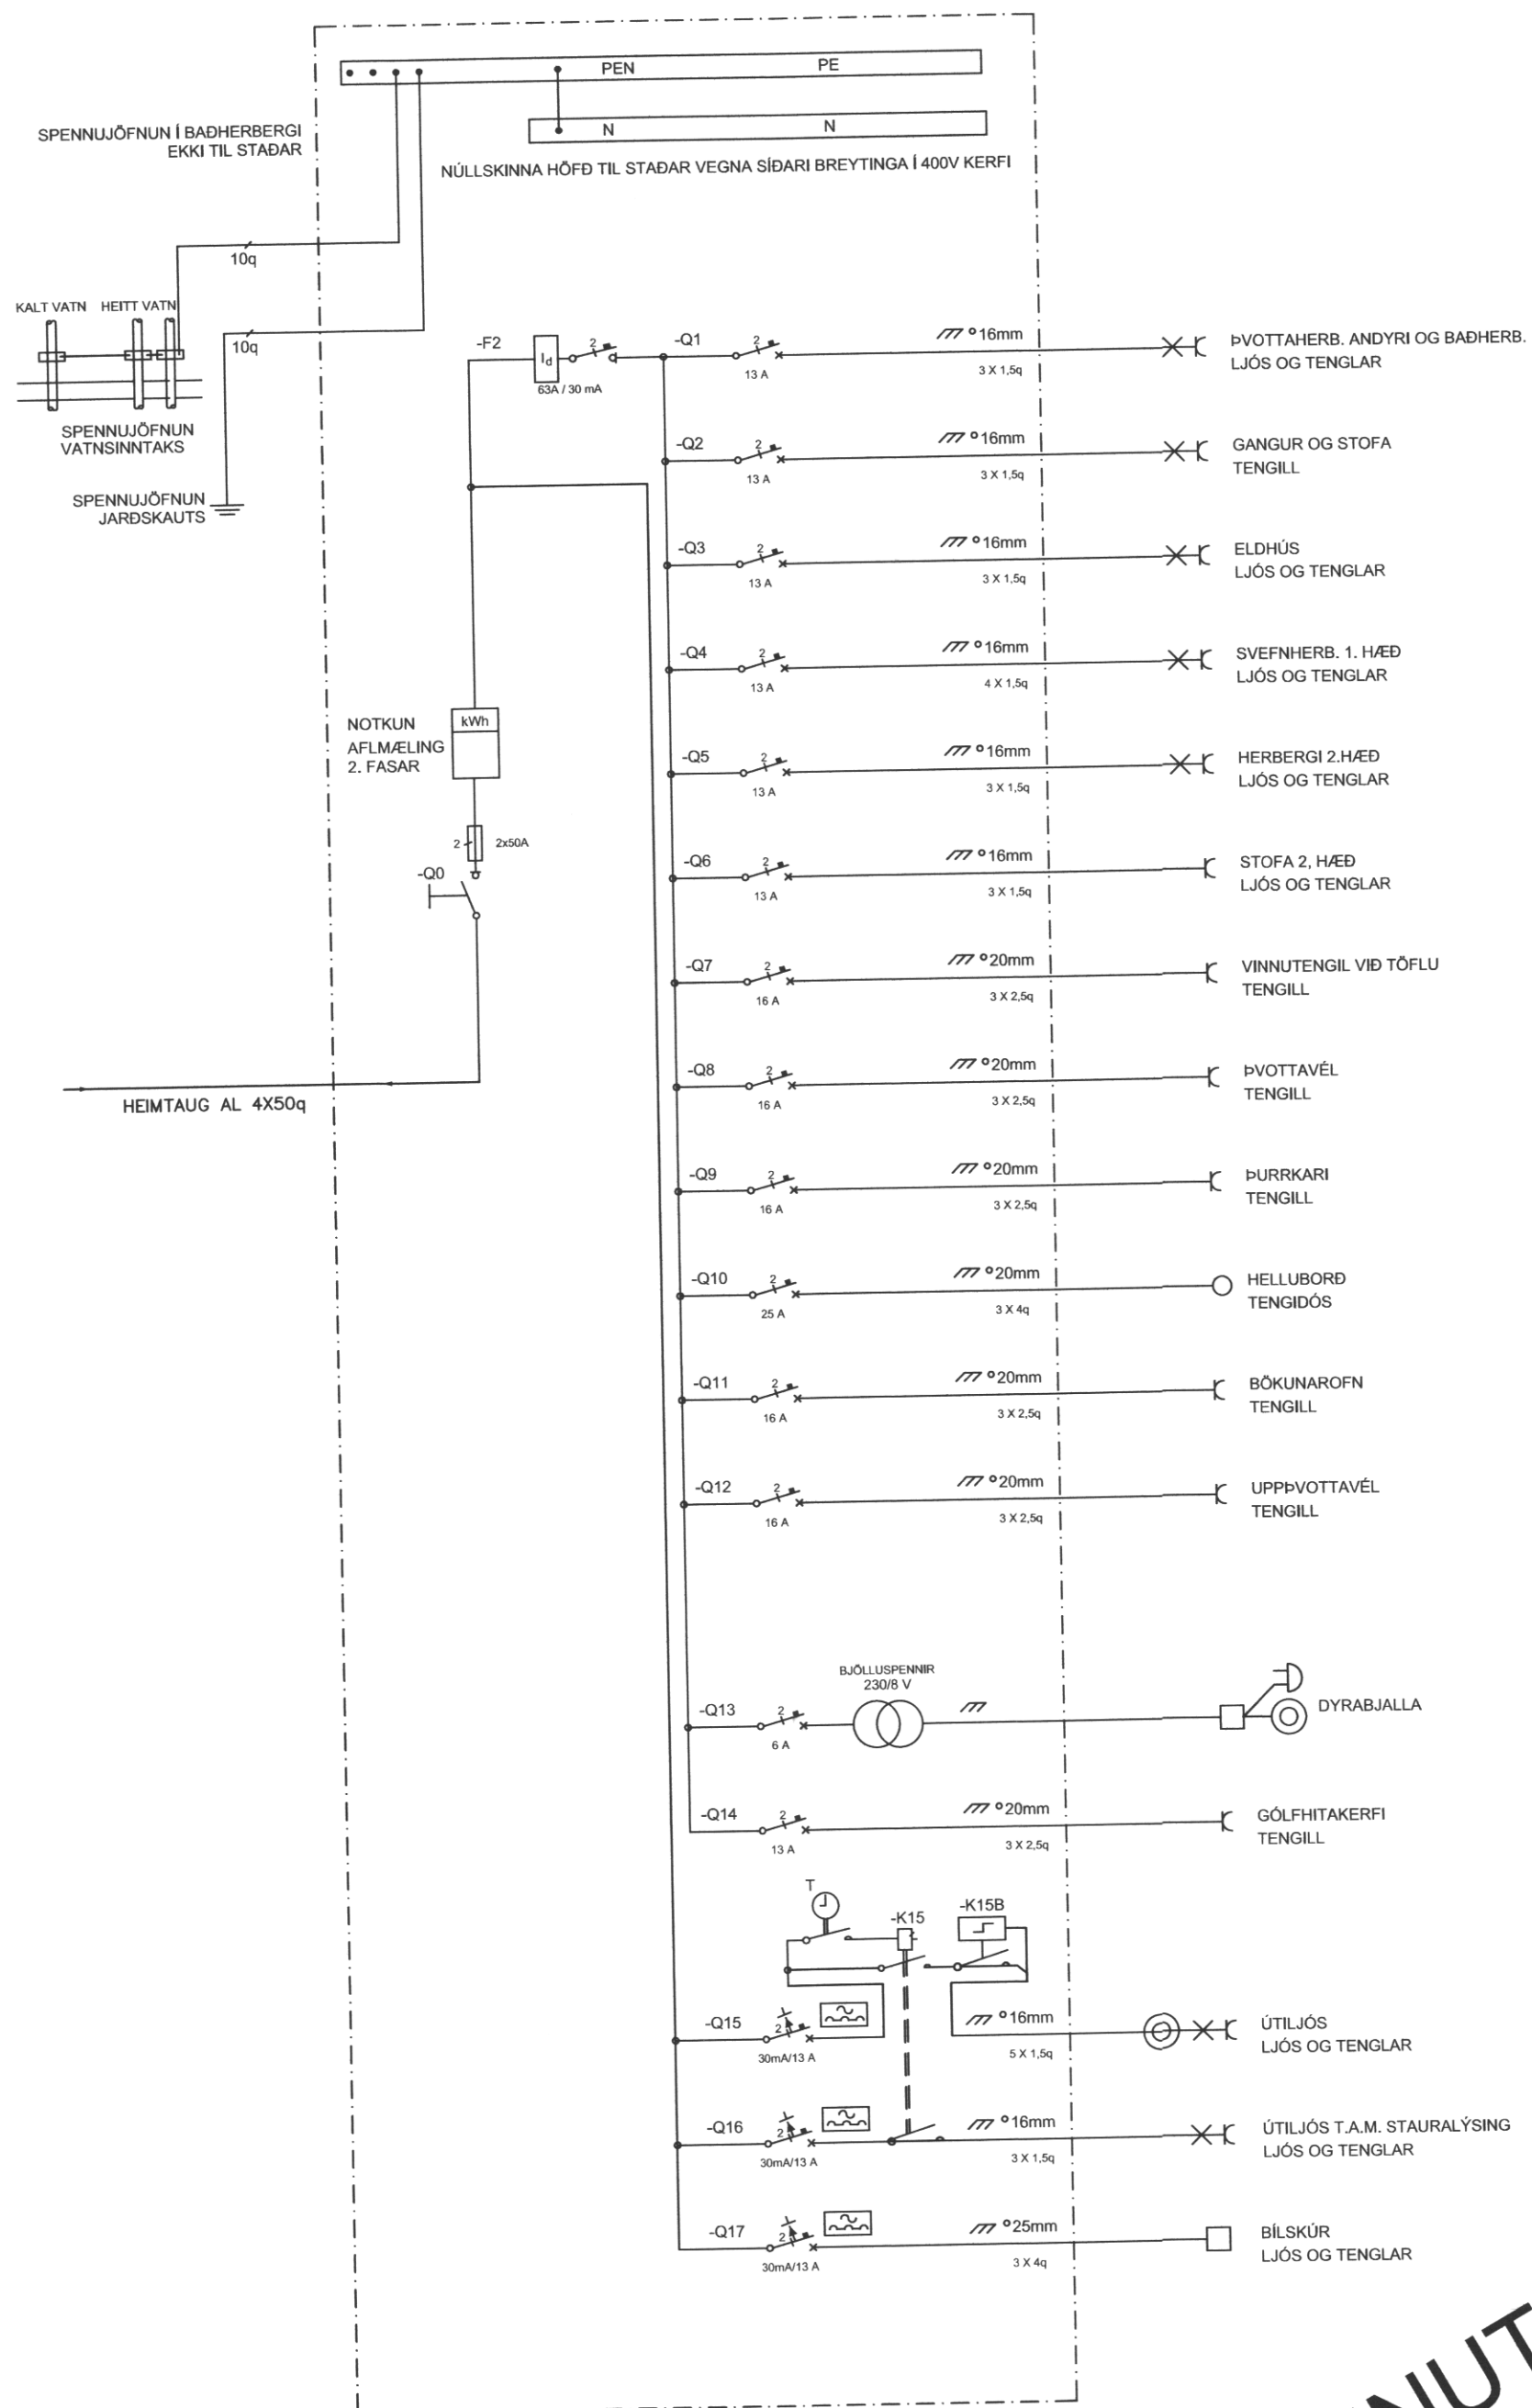 PEN PE
N N
NÚLLSKINNA HÖFÐ TIL STAÐAR VEGNA SÍÐARI BREYTINGA Í 400V KERFI
SPENNUJÖFNUN Í BAÐHERBERGI
EKKI TIL STAÐAR
10q
10q
KALT VATN HEITT VATN
SPENNUJÖFNUN
VATNSINNTAKS
SPENNUJÖFNUN
JARÐSKAUTS
NOTKUN
AFLMÆLING
2. FASAR
kWh
2 2x50A
-Q0
HEIMTAUG AL 4X50q
-F2 Id 2
63A / 30 mA
-Q1 2 16mm
13 A 3 X 1,5q
ÞVOTTAHERB. ANDYRI OG BAÐHERB.
LJÓS OG TENGLAR
-Q2 2 16mm
13 A 3 X 1,5q
GANGUR OG STOFA
TENGILL
-Q3 2 16mm
13 A 3 X 1,5q
ELDHÚS
LJÓS OG TENGLAR
-Q4 2 16mm
13 A 4 X 1,5q
SVEFNHERB. 1. HÆÐ
LJÓS OG TENGLAR
-Q5 2 16mm
13 A 3 X 1,5q
HERBERGI 2.HÆÐ
LJÓS OG TENGLAR
-Q6 2 16mm
13 A 3 X 1,5q
STOFA 2, HÆÐ
LJÓS OG TENGLAR
-Q7 2 20mm
16 A 3 X 2,5q
VINNUTENGIL VIÐ TÖFLU
TENGILL
-Q8 2 20mm
16 A 3 X 2,5q
ÞVOTTAVÉL
TENGILL
-Q9 2 20mm
16 A 3 X 2,5q
ÞURRKARI
TENGILL
-Q10 2 20mm
25 A 3 X 4q
HELLUBORÐ
TENGIDÓS
-Q11 2 20mm
16 A 3 X 2,5q
BÖKUNAROFN
TENGILL
-Q12 2 20mm
16 A 3 X 2,5q
UPPÞVOTTAVÉL
TENGILL
BJÖLLUSPENNIR
230/8 V
-Q13 2
6 A
DYRABJALLA
-Q14 2 20mm
13 A 3 X 2,5q
GÓLFHITAKERFI
TENGILL
T
-K15 -K15B
-Q15 2 16mm
30mA/13 A 5 X 1,5q
ÚTILJÓS
LJÓS OG TENGLAR
-Q16 2 16mm
30mA/13 A 3 X 1,5q
ÚTILJÓS T.A.M. STAURALÝSING
LJÓS OG TENGLAR
-Q17 2 25mm
30mA/13 A 3 X 4q
BÍLSKÚR
LJÓS OG TENGLAR